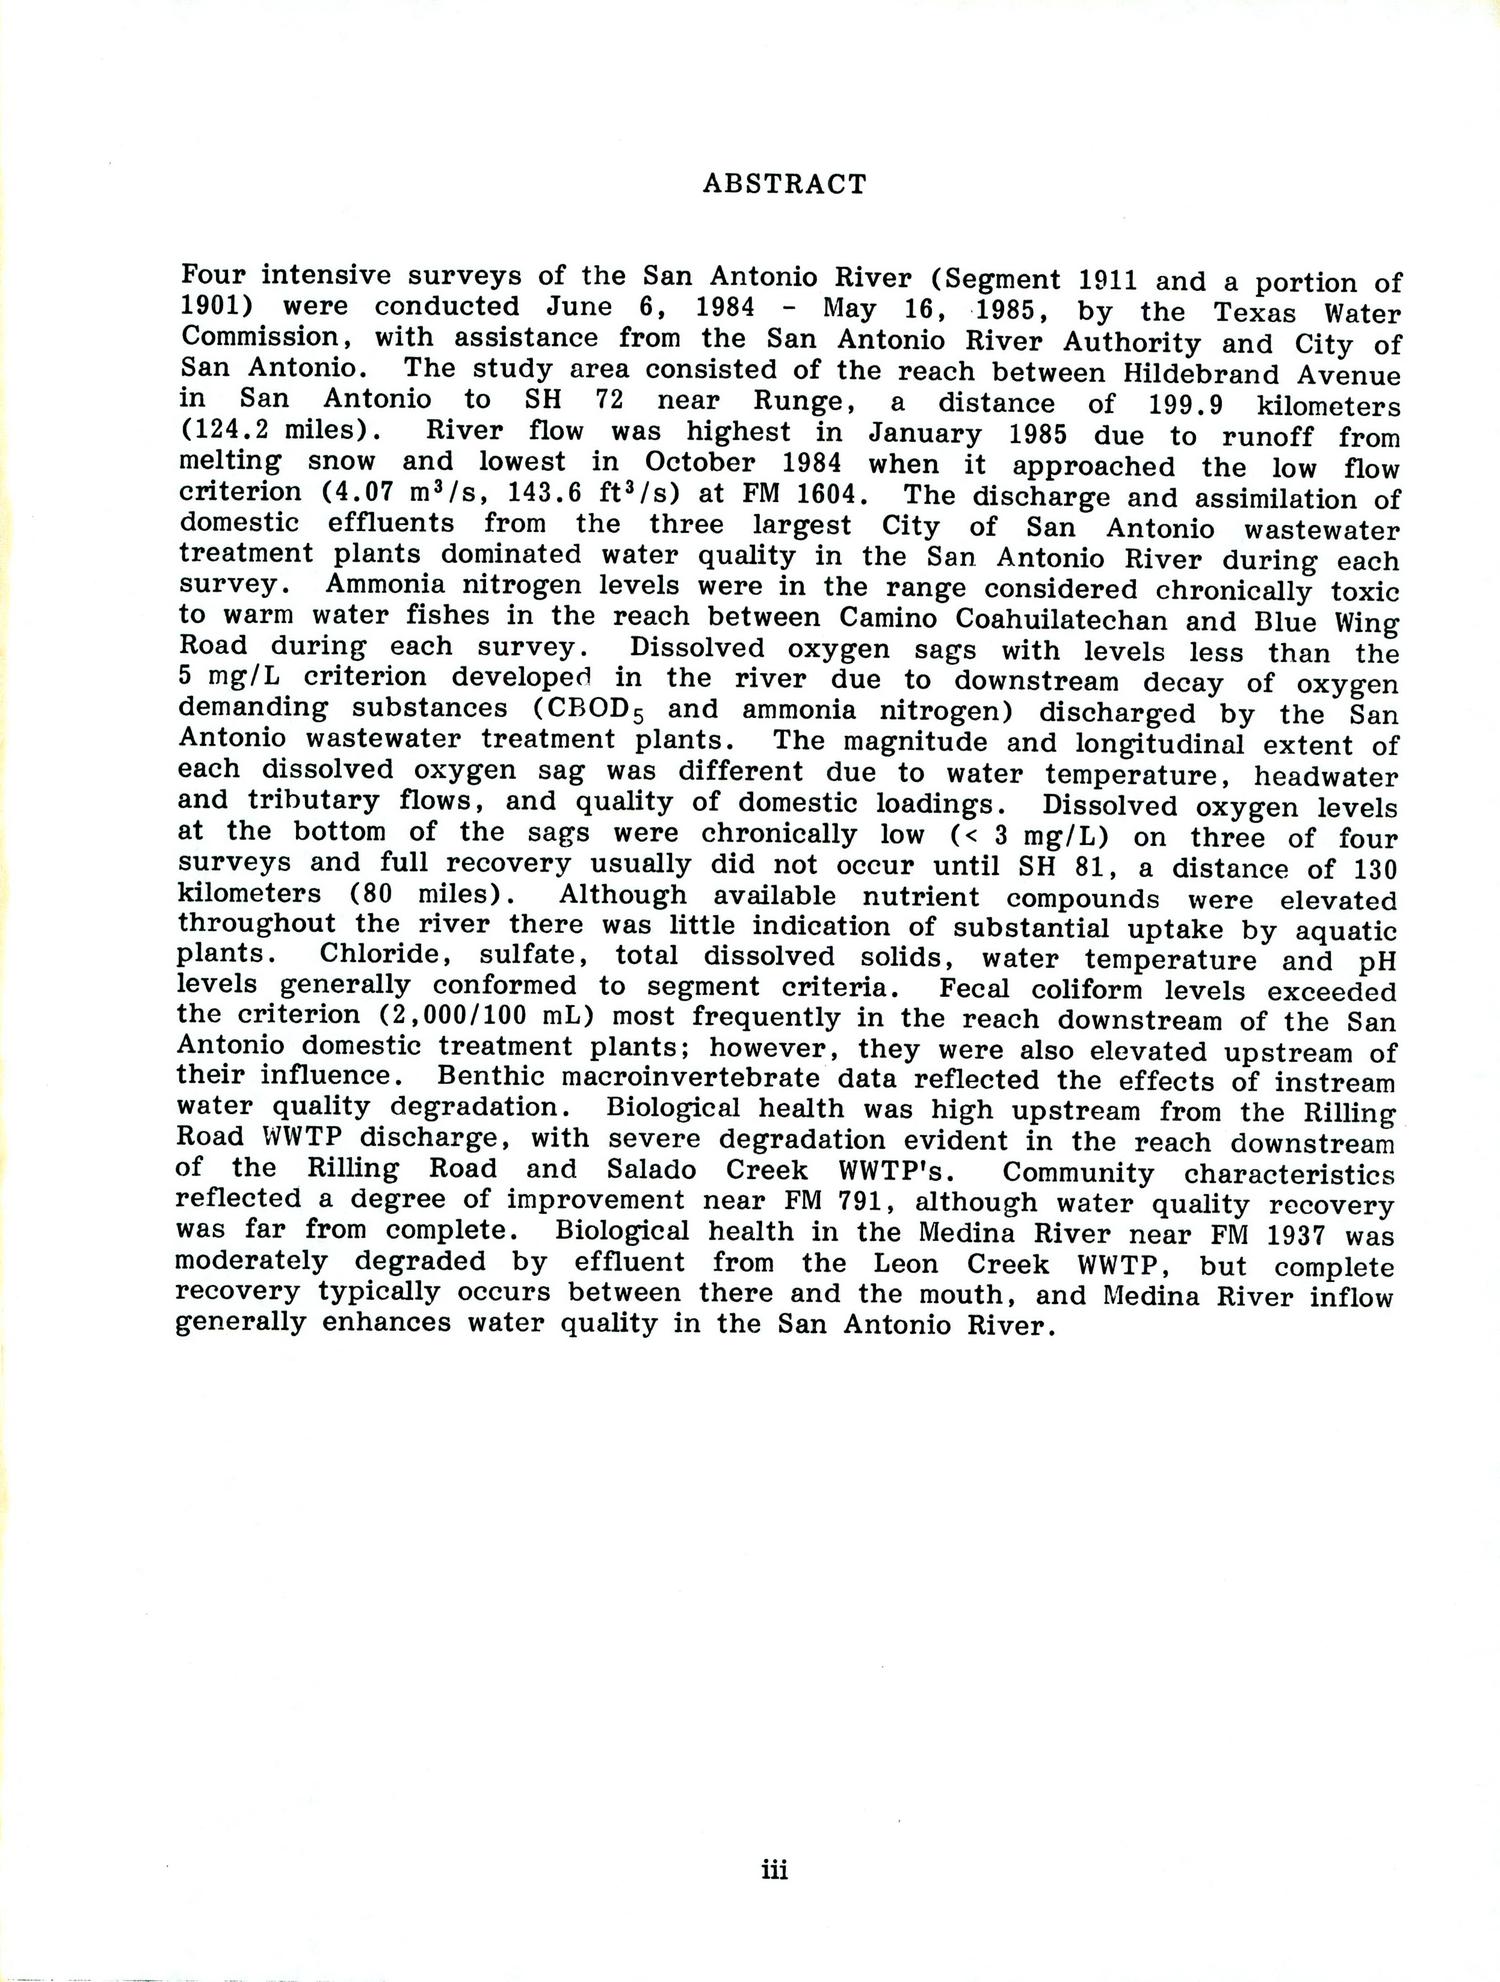 ABSTRACT
Four intensive surveys of the San Antonio River (Segment 1911 and a portion of
1901) were conducted June 6, 1984 - May 16, 1985, by the Texas Water
Commission, with assistance from the San Antonio River Authority and City of
San Antonio. The study area consisted of the reach between Hildebrand Avenue
in San Antonio to SH 72 near Runge, a distance of 199.9 kilometers
(124.2 miles). River flow was highest in January 1985 due to runoff from
melting snow and lowest in October 1984 when it approached the low flow
criterion (4.07 m³/s, 143.6 ft³/s) at FM 1604. The discharge and assimilation of
domestic effluents from the three largest City of San Antonio wastewater
treatment plants dominated water quality in the San Antonio River during each
survey. Ammonia nitrogen levels were in the range considered chronically toxic
to warm water fishes in the reach between Camino Coahuilatechan and Blue Wing
Road during each survey. Dissolved oxygen sags with levels less than the
5 mg/L criterion developed in the river due to downstream decay of oxygen
demanding substances (CBOD₅ and ammonia nitrogen) discharged by the San
Antonio wastewater treatment plants. The magnitude and longitudinal extent of
each dissolved oxygen sag was different due to water temperature, headwater
and tributary flows, and quality of domestic loadings. Dissolved oxygen levels
at the bottom of the sags were chronically low (< 3 mg/L) on three of four
surveys and full recovery usually did not occur until SH 81, a distance of 130
kilometers (80 miles). Although available nutrient compounds were elevated
throughout the river there was little indication of substantial uptake by aquatic
plants. Chloride, sulfate, total dissolved solids, water temperature and pH
levels generally conformed to segment criteria. Fecal coliform levels exceeded
the criterion (2,000/100 mL) most frequently in the reach downstream of the San
Antonio domestic treatment plants; however, they were also elevated upstream of
their influence. Benthic macroinvertebrate data reflected the effects of instream
water quality degradation. Biological health was high upstream from the Rilling
Road WWTP discharge, with severe degradation evident in the reach downstream
of the Rilling Road and Salado Creek WWTP's. Community characteristics
reflected a degree of improvement near FM 791, although water quality recovery
was far from complete. Biological health in the Medina River near FM 1937 was
moderately degraded by effluent from the Leon Creek WWTP, but complete
recovery typically occurs between there and the mouth, and Medina River inflow
generally enhances water quality in the San Antonio River.
iii